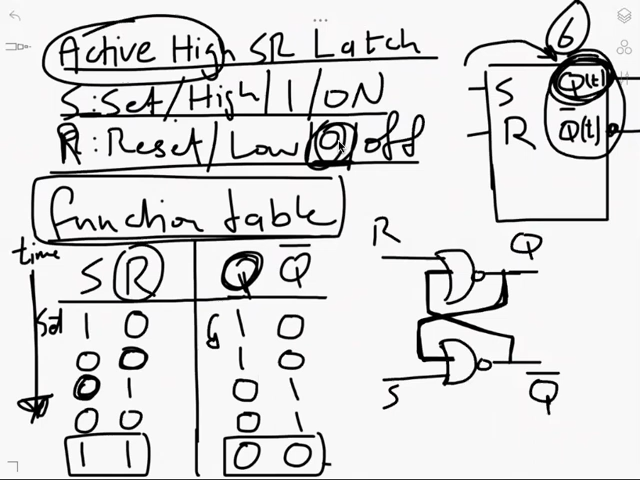 Active High SR Latch
S:Set/High/1/ON
R:Reset/Low/0/off
Function table
time
S R Q Q̅
Set 1 0 1 0
0 0 1 0
0 1 0 1
0 0 0 1
1 1 0 0
6
S Q(t)
R Q̅(t)
R Q
S Q̅